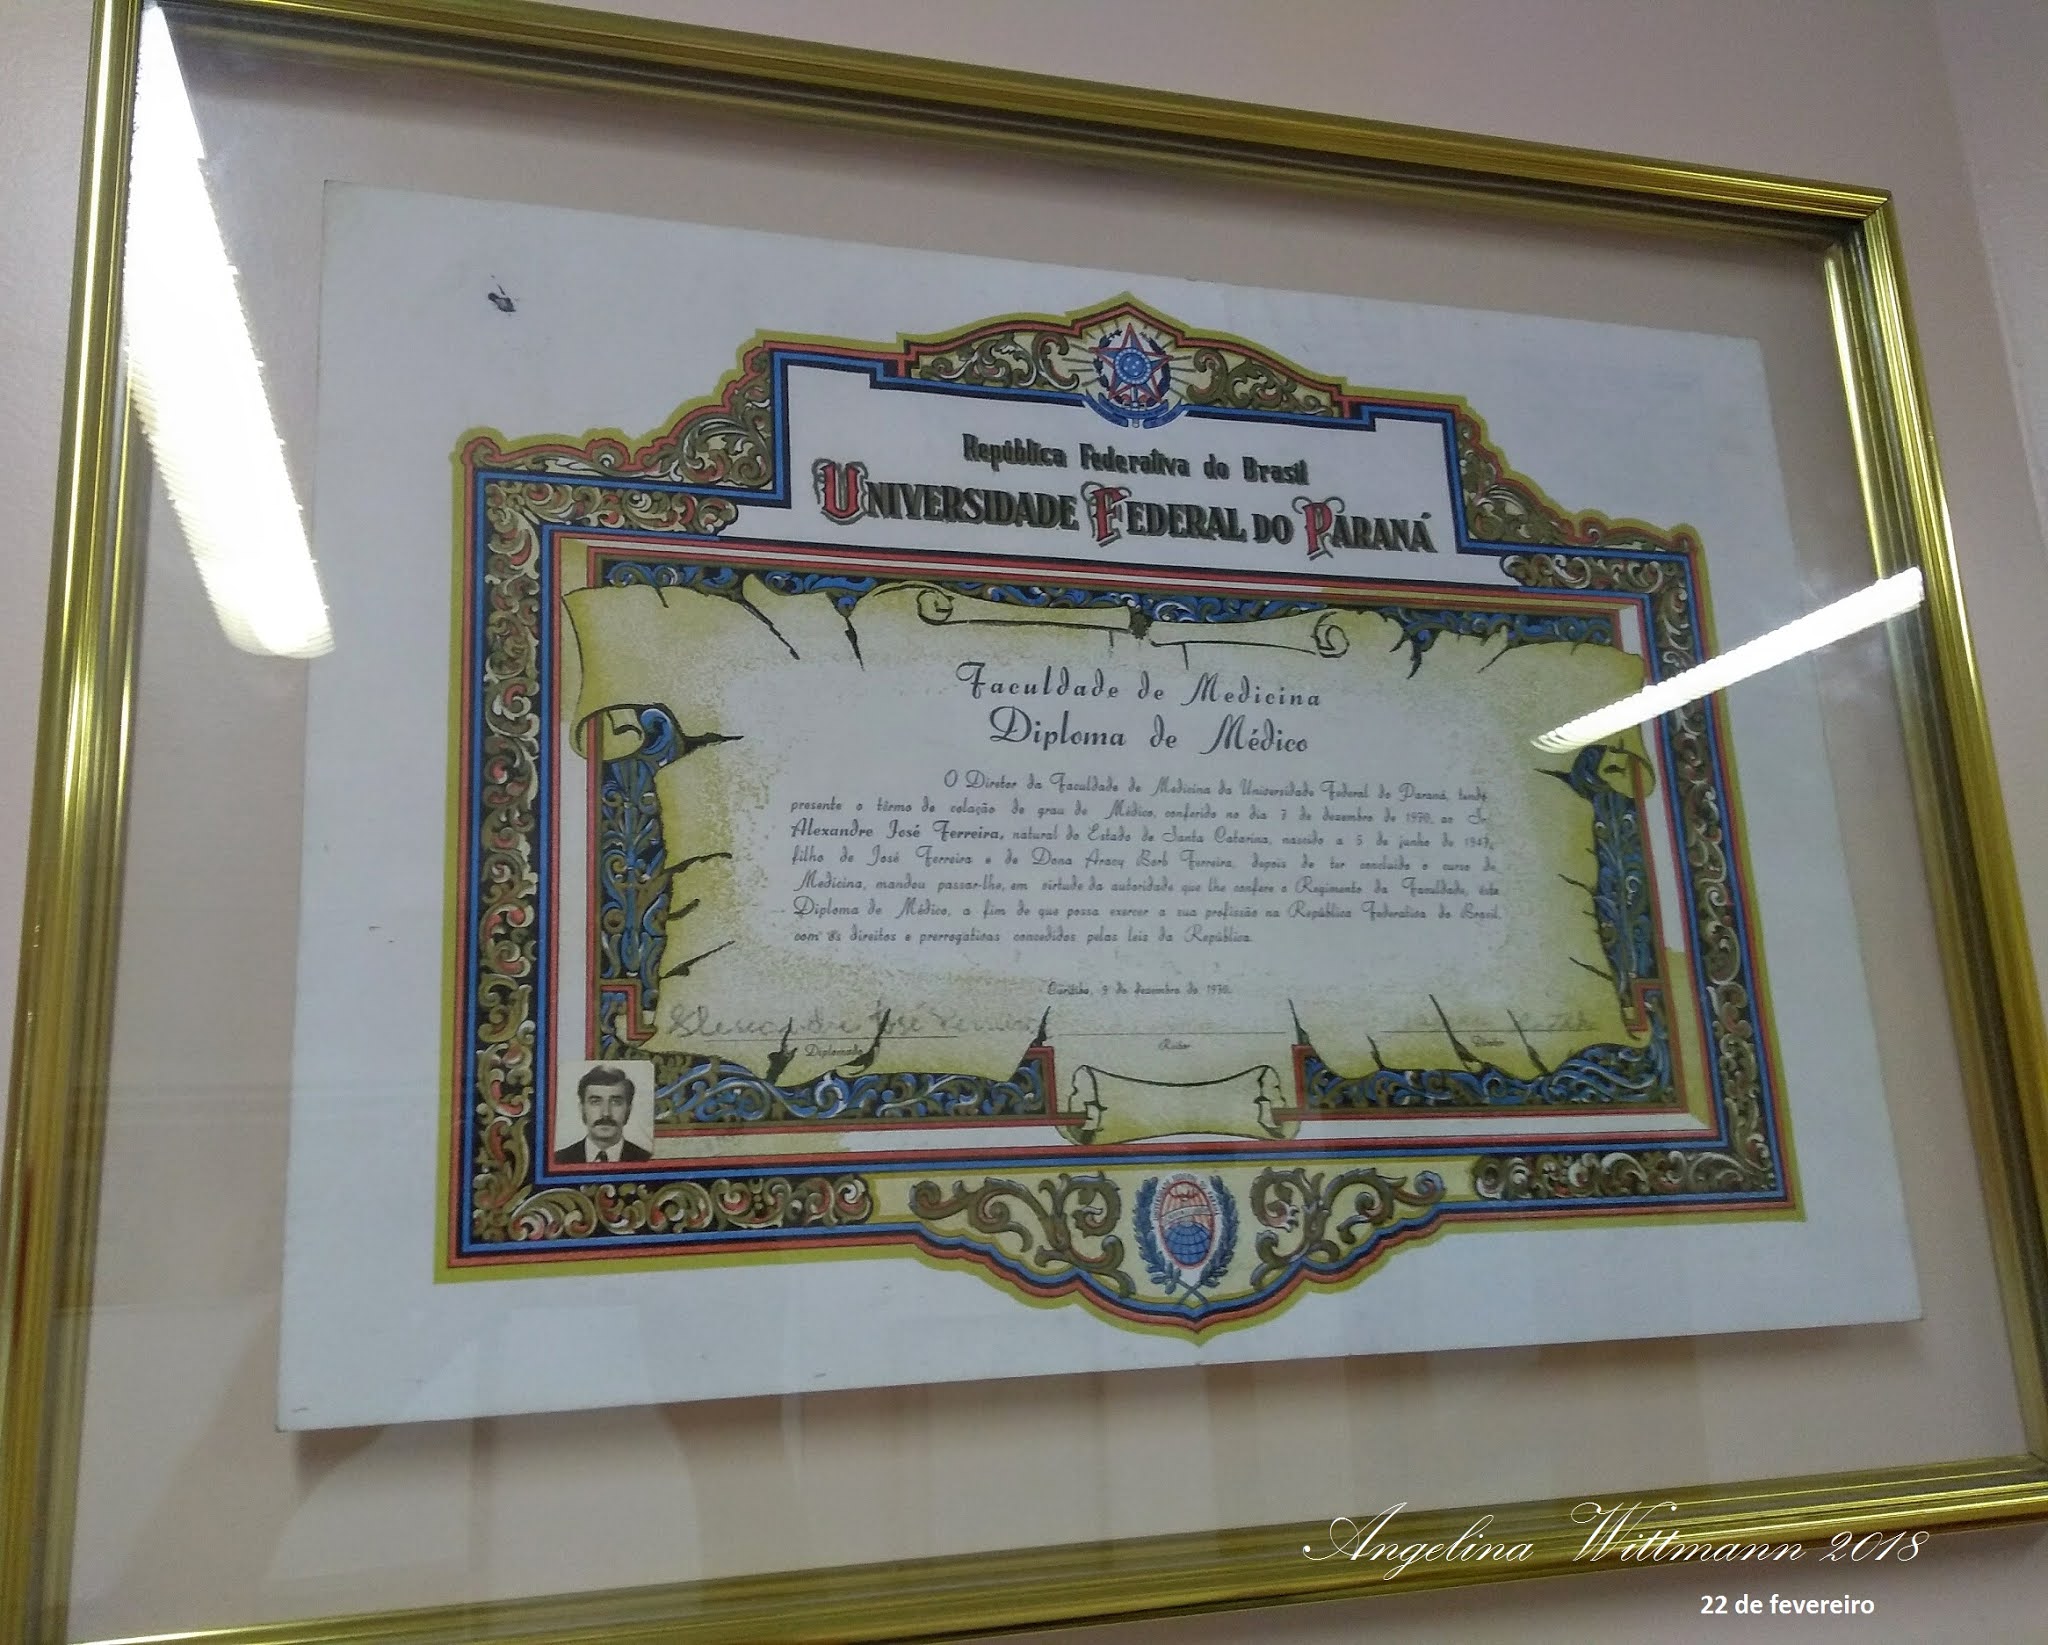 República Federativa do Brasil
UNIVERSIDADE FEDERAL DO PARANÁ
Faculdade de Medicina
Diploma de Médico
O Diretor da Faculdade de Medicina da Universidade Federal do Paraná, tendo
presente o têrmo de colação de grau de Médico, conferido no dia 7 de dezembro de 1970, ao Sr.
Alexandre José Ferreira, natural do Estado de Santa Catarina, nascido a 5 de junho de 1947,
filho de José Ferreira e de Dona Aracy Ferreira, depois de ter concluído o curso de
Medicina, mandou passar-lhe, em virtude da autoridade que lhe confere o Regimento da Faculdade, êste
Diploma de Médico, a fim de que possa exercer a sua profissão na República Federativa do Brasil,
com os direitos e prerrogativas concedidos pelas leis da República.
Curitiba, 9 de dezembro de 1970.
Alexandre José Ferreira
Diplomado Reitor Diretor
Angelina Wittmann 2018
22 de fevereiro